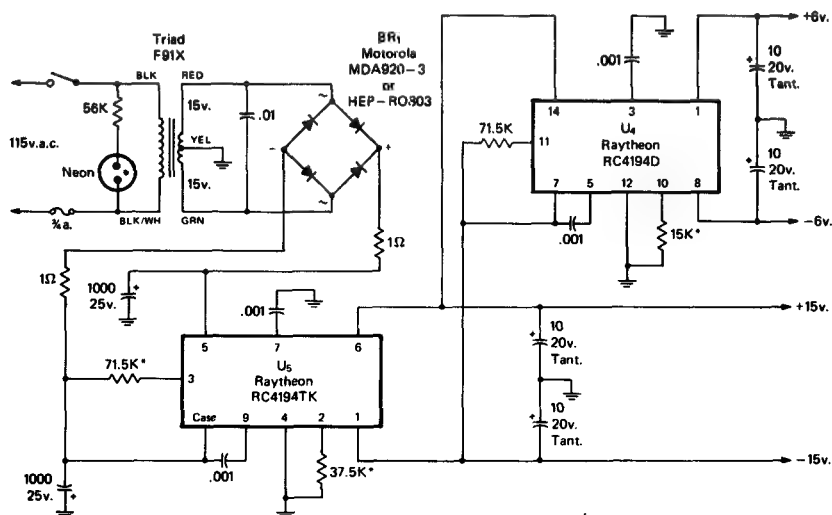 Triad
F91X
BR1
Motorola
MDA920-3
or
HEP-RO803
BLK
RED
56K
15v.
.01
115v.a.c.
YEL
Neon
15v.
~
-
+
~
¾a.
BLK/WH
GRN
1Ω
1Ω
1000
25v.
+
.001
5
7
6
71.5K*
3
U5
Raytheon
RC4194TK
Case
9
4
2
1
.001
37.5K*
1000
25v.
+
+6v.
.001
10
20v.
Tant.
+
14
3
1
71.5K
11
U4
Raytheon
RC4194D
7
5
12
10
8
10
20v.
Tant.
+
.001
15K*
-6v.
+15v.
10
20v.
Tant.
+
10
20v.
Tant.
+
-15v.